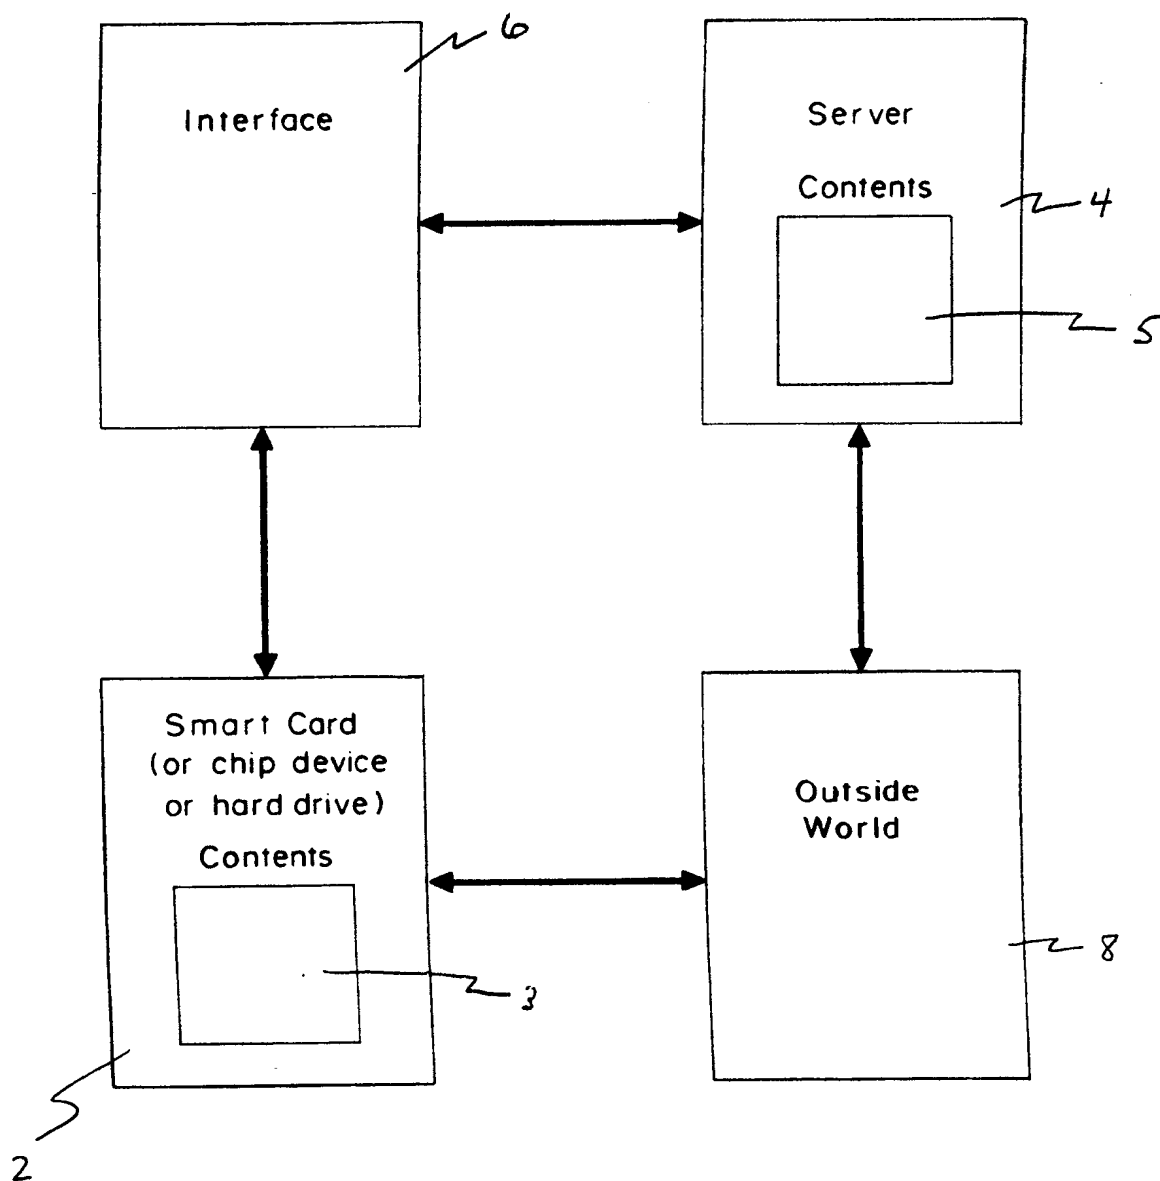 6
Interface
Server
Contents
4
5
Smart Card
(or chip device
or hard drive)
Contents
3
2
Outside
World
8